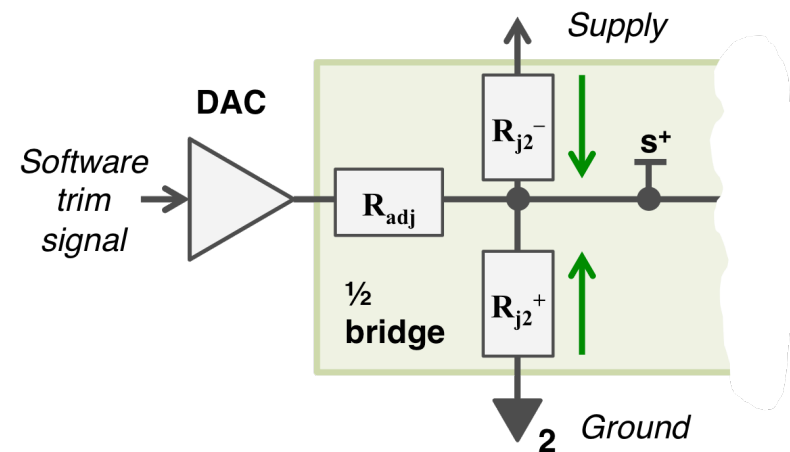 Supply
DAC
Software
trim
signal
Rj2−
s+
Radj
½
bridge
Rj2+
2
Ground